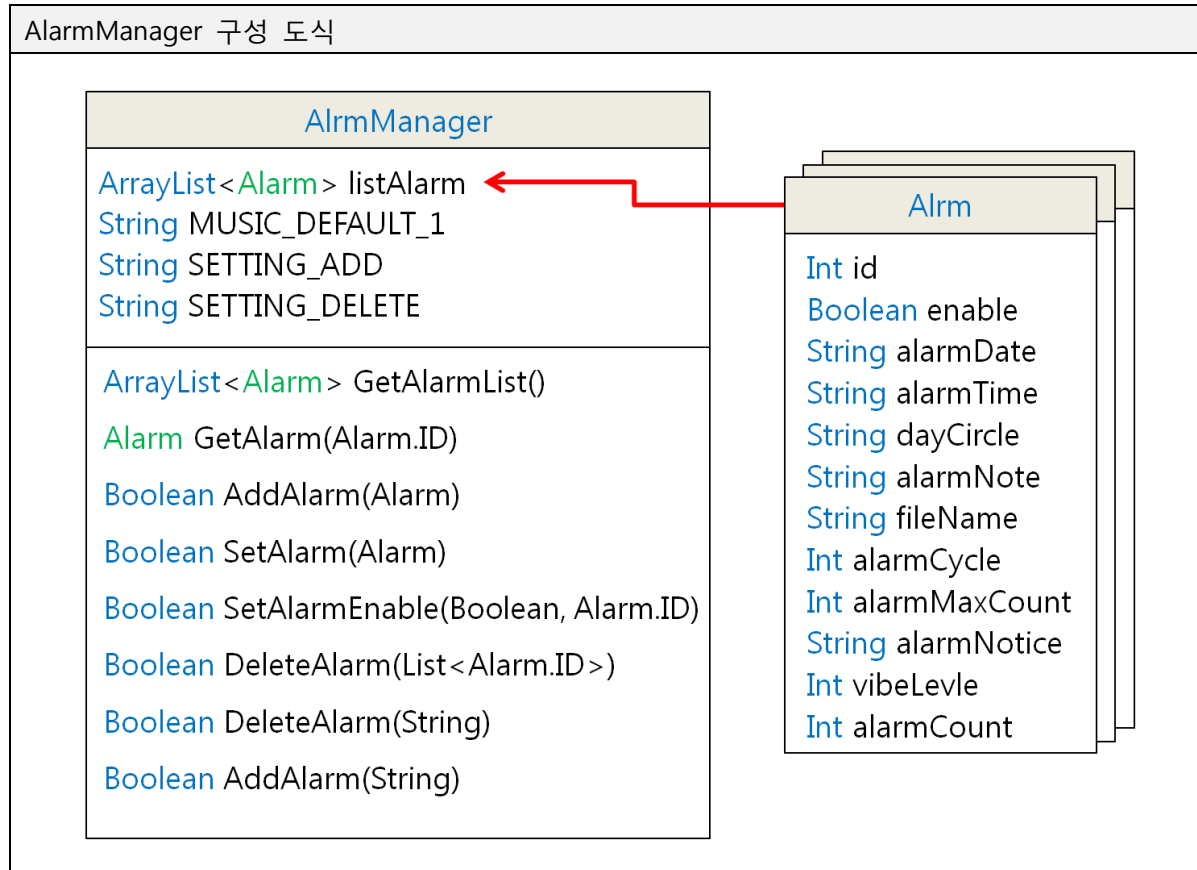 AlarmManager 구성 도식
AlrmManager
ArrayList<Alarm> listAlarm
String MUSIC_DEFAULT_1
String SETTING_ADD
String SETTING_DELETE
ArrayList<Alarm> GetAlarmList()
Alarm GetAlarm(Alarm.ID)
Boolean AddAlarm(Alarm)
Boolean SetAlarm(Alarm)
Boolean SetAlarmEnable(Boolean, Alarm.ID)
Boolean DeleteAlarm(List<Alarm.ID>)
Boolean DeleteAlarm(String)
Boolean AddAlarm(String)
Alrm
Int id
Boolean enable
String alarmDate
String alarmTime
String dayCircle
String alarmNote
String fileName
Int alarmCycle
Int alarmMaxCount
String alarmNotice
Int vibeLevle
Int alarmCount